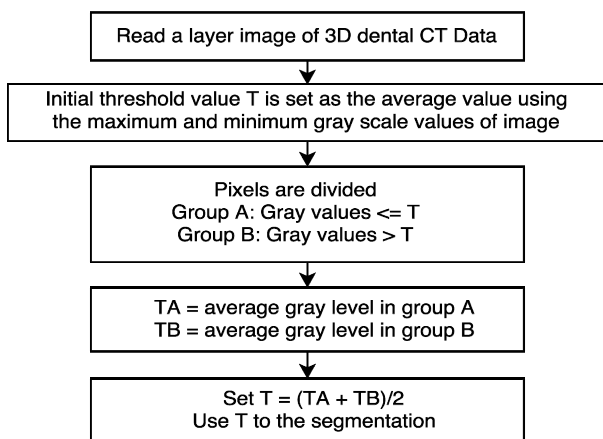 Read a layer image of 3D dental CT Data
Initial threshold value T is set as the average value using
the maximum and minimum gray scale values of image
Pixels are divided
Group A: Gray values <= T
Group B: Gray values > T
TA = average gray level in group A
TB = average gray level in group B
Set T = (TA + TB)/2
Use T to the segmentation